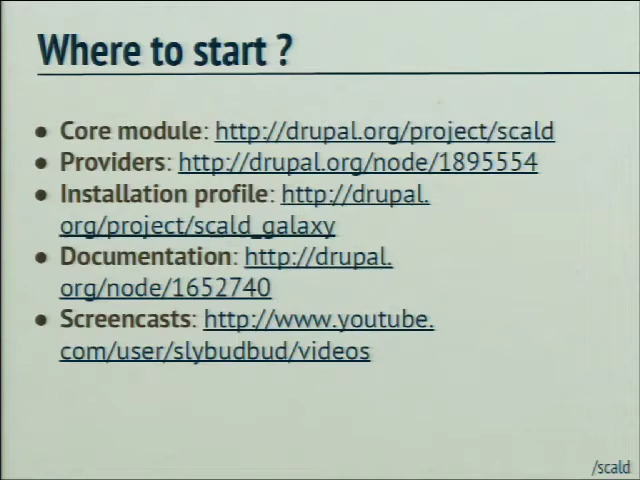 Where to start ?
● Core module: http://drupal.org/project/scald
● Providers: http://drupal.org/node/1895554
● Installation profile: http://drupal.
org/project/scald_galaxy
● Documentation: http://drupal.
org/node/1652740
● Screencasts: http://www.youtube.
com/user/slybudbud/videos
/scald